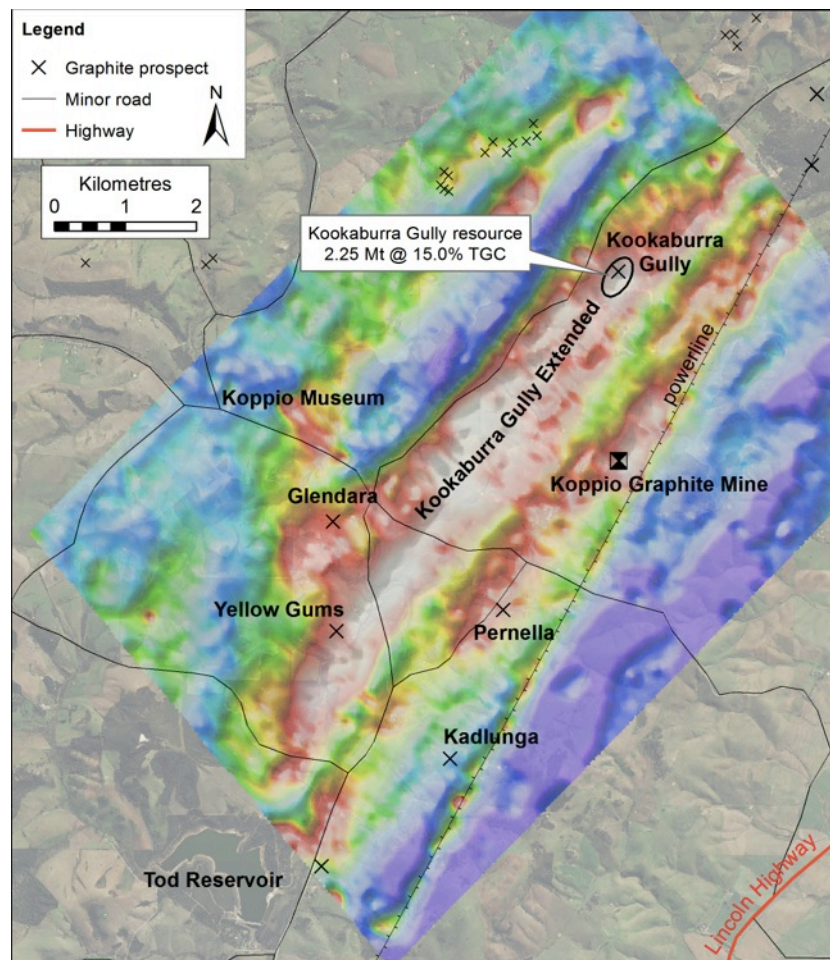 Legend
Graphite prospect
Minor road
Highway
N
Kilometres
0 1 2
Kookaburra Gully resource
2.25 Mt @ 15.0% TGC
Kookaburra
Gully
Kookaburra Gully Extended
powerline
Koppio Museum
Koppio Graphite Mine
Glendara
Yellow Gums
Pernella
Kadlunga
Tod Reservoir
Lincoln Highway